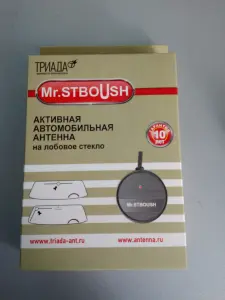 ТРИАДА
Mr.STBOUSH
АКТИВНАЯ
АВТОМОБИЛЬНАЯ
АНТЕННА
на лобовое стекло
ГАРАНТИЯ
10
ЛЕТ
Mr.STBOUSH
www.triada-ant.ru
www.antenna.ru